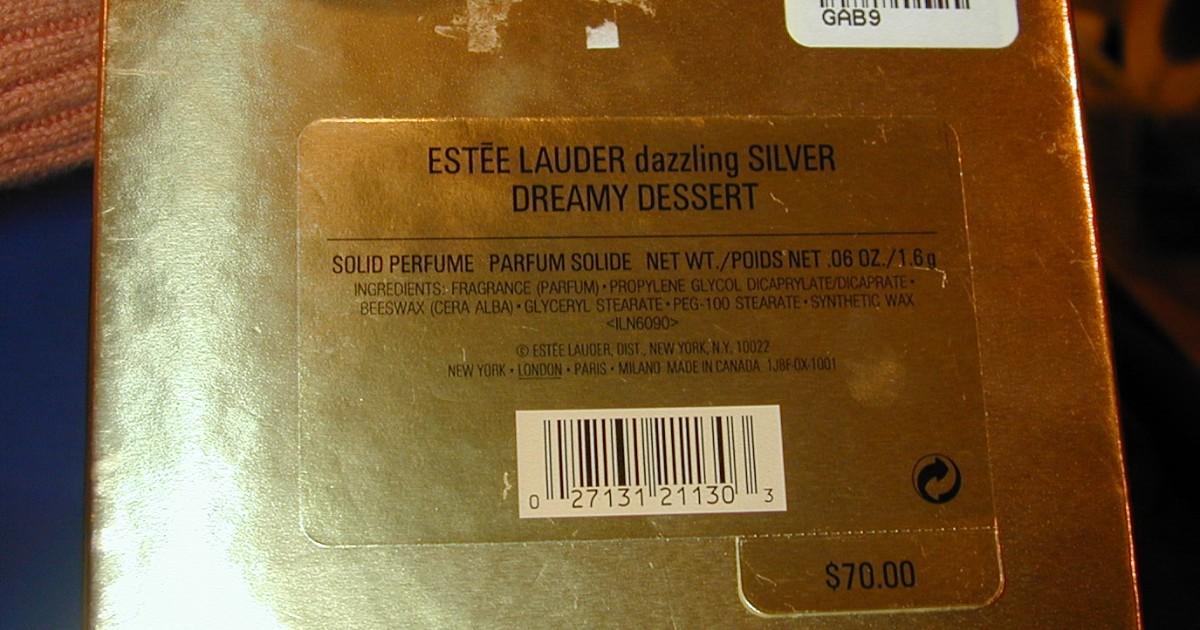 GAB9
ESTĒE LAUDER dazzling SILVER
DREAMY DESSERT
SOLID PERFUME PARFUM SOLIDE NET WT./POIDS NET .06 OZ./1.6g
INGREDIENTS: FRAGRANCE (PARFUM) • PROPYLENE GLYCOL DICAPRYLATE/DICAPRATE •
BEESWAX (CERA ALBA) • GLYCERYL STEARATE • PEG-100 STEARATE • SYNTHETIC WAX
<ILN6090>
© ESTĒE LAUDER, DIST., NEW YORK, N.Y. 10022
NEW YORK • LONDON • PARIS • MILANO MADE IN CANADA 1J8F-0X-1001
0 27131 21130 3
$70.00